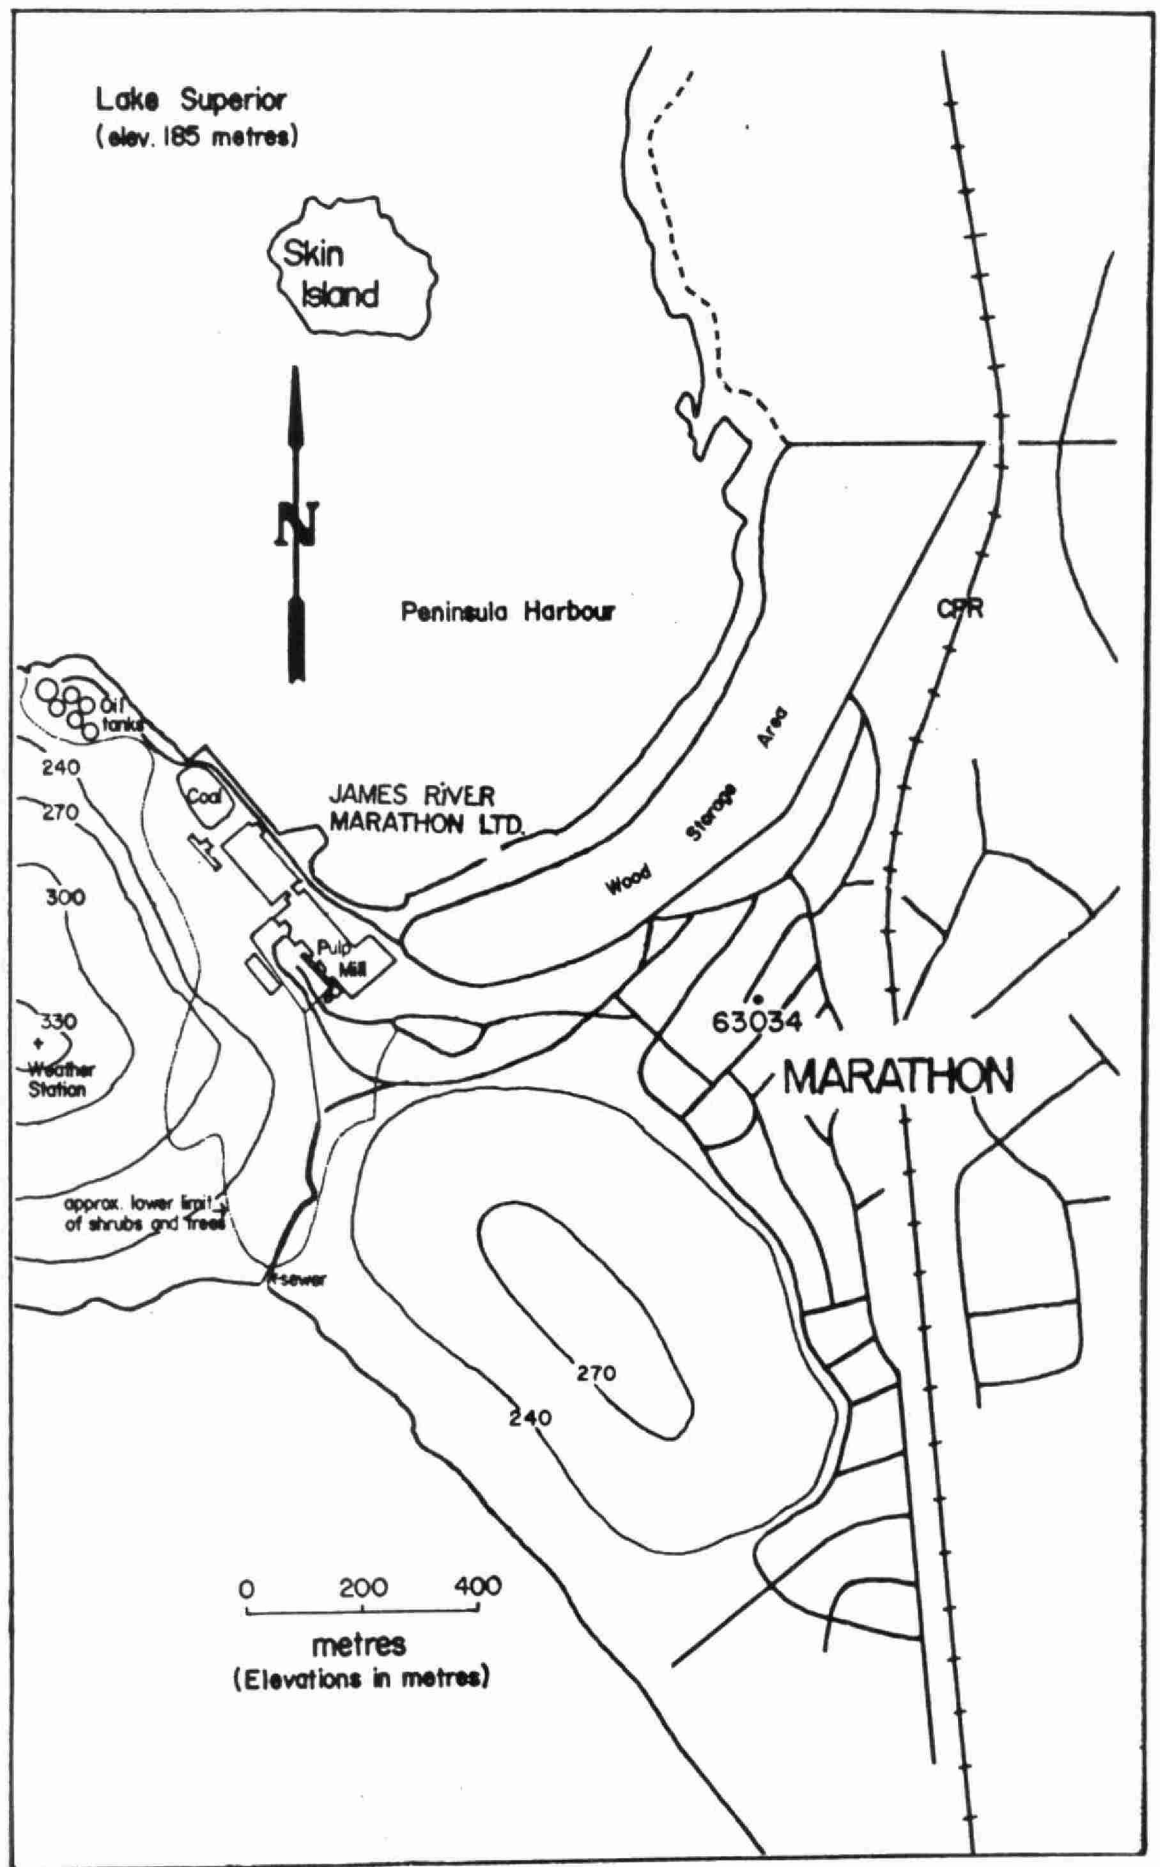 Lake Superior
(elev. 185 metres)
Skin
Island
N
Peninsula Harbour
CPR
Oil
tanks
240
270
Coal
JAMES RIVER
MARATHON LTD.
Wood Storage Area
300
Pulp
Mill
330
Weather
Station
63034
MARATHON
approx. lower limit
of shrubs and trees
sewer
270
240
0 200 400
metres
(Elevations in metres)